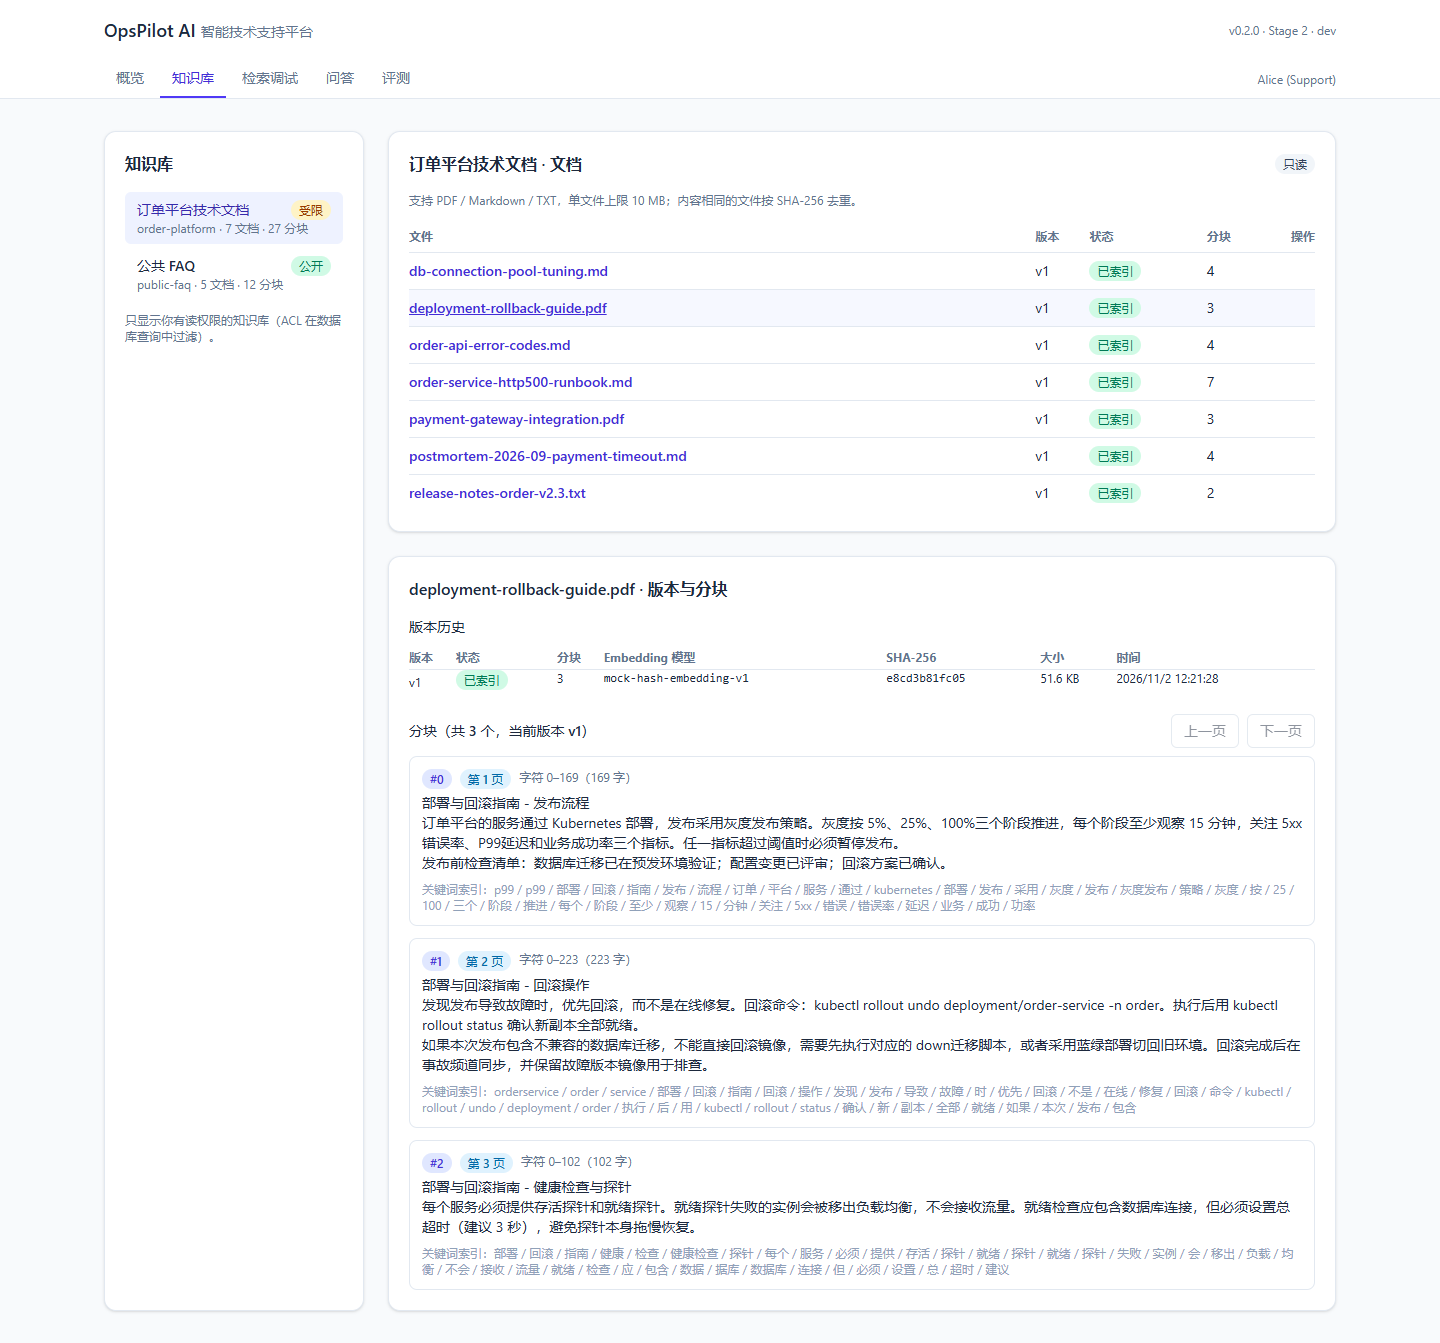 OpsPilot AI 智能技术支持平台
v0.2.0 · Stage 2 · dev
概览 知识库 检索调试 问答 评测
Alice (Support)
知识库
订单平台技术文档 受限
order-platform · 7 文档 · 27 分块
公共 FAQ 公开
public-faq · 5 文档 · 12 分块
只显示你有读权限的知识库（ACL 在数据
库查询中过滤）。
订单平台技术文档 · 文档 只读
支持 PDF / Markdown / TXT，单文件上限 10 MB；内容相同的文件按 SHA-256 去重。
文件 版本 状态 分块 操作
db-connection-pool-tuning.md v1 已索引 4
deployment-rollback-guide.pdf v1 已索引 3
order-api-error-codes.md v1 已索引 4
order-service-http500-runbook.md v1 已索引 7
payment-gateway-integration.pdf v1 已索引 3
postmortem-2026-09-payment-timeout.md v1 已索引 4
release-notes-order-v2.3.txt v1 已索引 2
deployment-rollback-guide.pdf · 版本与分块
版本历史
版本 状态 分块 Embedding 模型 SHA-256 大小 时间
v1 已索引 3 mock-hash-embedding-v1 e8cd3b81fc05 51.6 KB 2026/11/2 12:21:28
分块（共 3 个，当前版本 v1） 上一页 下一页
#0 第 1 页 字符 0–169（169 字）
部署与回滚指南 - 发布流程
订单平台的服务通过 Kubernetes 部署，发布采用灰度发布策略。灰度按 5%、25%、100%三个阶段推进，每个阶段至少观察 15 分钟，关注 5xx
错误率、P99延迟和业务成功率三个指标。任一指标超过阈值时必须暂停发布。
发布前检查清单：数据库迁移已在预发环境验证；配置变更已评审；回滚方案已确认。
关键词索引：p99 / p99 / 部署 / 回滚 / 指南 / 发布 / 流程 / 订单 / 平台 / 服务 / 通过 / kubernetes / 部署 / 发布 / 采用 / 灰度 / 发布 / 灰度发布 / 策略 / 灰度 / 按 / 25 /
100 / 三个 / 阶段 / 推进 / 每个 / 阶段 / 至少 / 观察 / 15 / 分钟 / 关注 / 5xx / 错误 / 错误率 / 延迟 / 业务 / 成功 / 功率
#1 第 2 页 字符 0–223（223 字）
部署与回滚指南 - 回滚操作
发现发布导致故障时，优先回滚，而不是在线修复。回滚命令：kubectl rollout undo deployment/order-service -n order。执行后用 kubectl
rollout status 确认新副本全部就绪。
如果本次发布包含不兼容的数据库迁移，不能直接回滚镜像，需要先执行对应的 down迁移脚本，或者采用蓝绿部署切回旧环境。回滚完成后在
事故频道同步，并保留故障版本镜像用于排查。
关键词索引：orderservice / order / service / 部署 / 回滚 / 指南 / 回滚 / 操作 / 发现 / 发布 / 导致 / 故障 / 时 / 优先 / 回滚 / 不是 / 在线 / 修复 / 回滚 / 命令 / kubectl /
rollout / undo / deployment / order / 执行 / 后 / 用 / kubectl / rollout / status / 确认 / 新 / 副本 / 全部 / 就绪 / 如果 / 本次 / 发布 / 包含
#2 第 3 页 字符 0–102（102 字）
部署与回滚指南 - 健康检查与探针
每个服务必须提供存活探针和就绪探针。就绪探针失败的实例会被移出负载均衡，不会接收流量。就绪检查应包含数据库连接，但必须设置总
超时（建议 3 秒），避免探针本身拖慢恢复。
关键词索引：部署 / 回滚 / 指南 / 健康 / 检查 / 健康检查 / 探针 / 每个 / 服务 / 必须 / 提供 / 存活 / 探针 / 就绪 / 探针 / 就绪 / 探针 / 失败 / 实例 / 会 / 移出 / 负载 / 均
衡 / 不会 / 接收 / 流量 / 就绪 / 检查 / 应 / 包含 / 数据 / 据库 / 数据库 / 连接 / 但 / 必须 / 设置 / 总 / 超时 / 建议